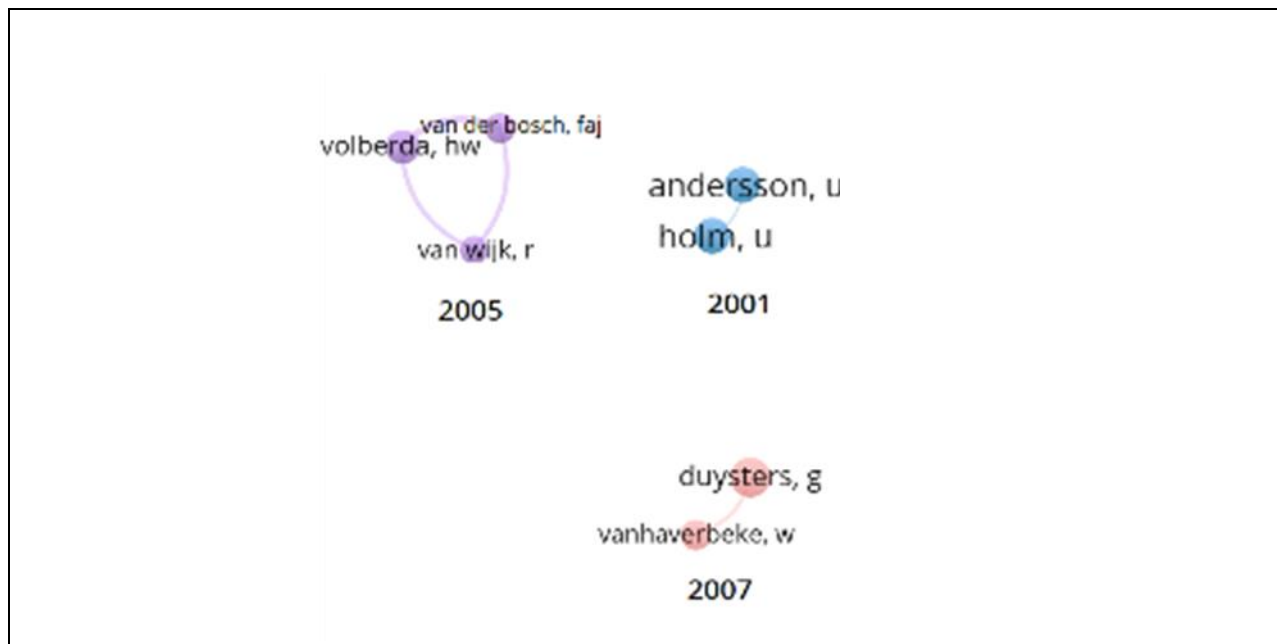 van der bosch, faj
volberda, hw
van wijk, r
2005
andersson, u
holm, u
2001
duysters, g
vanhaverbeke, w
2007